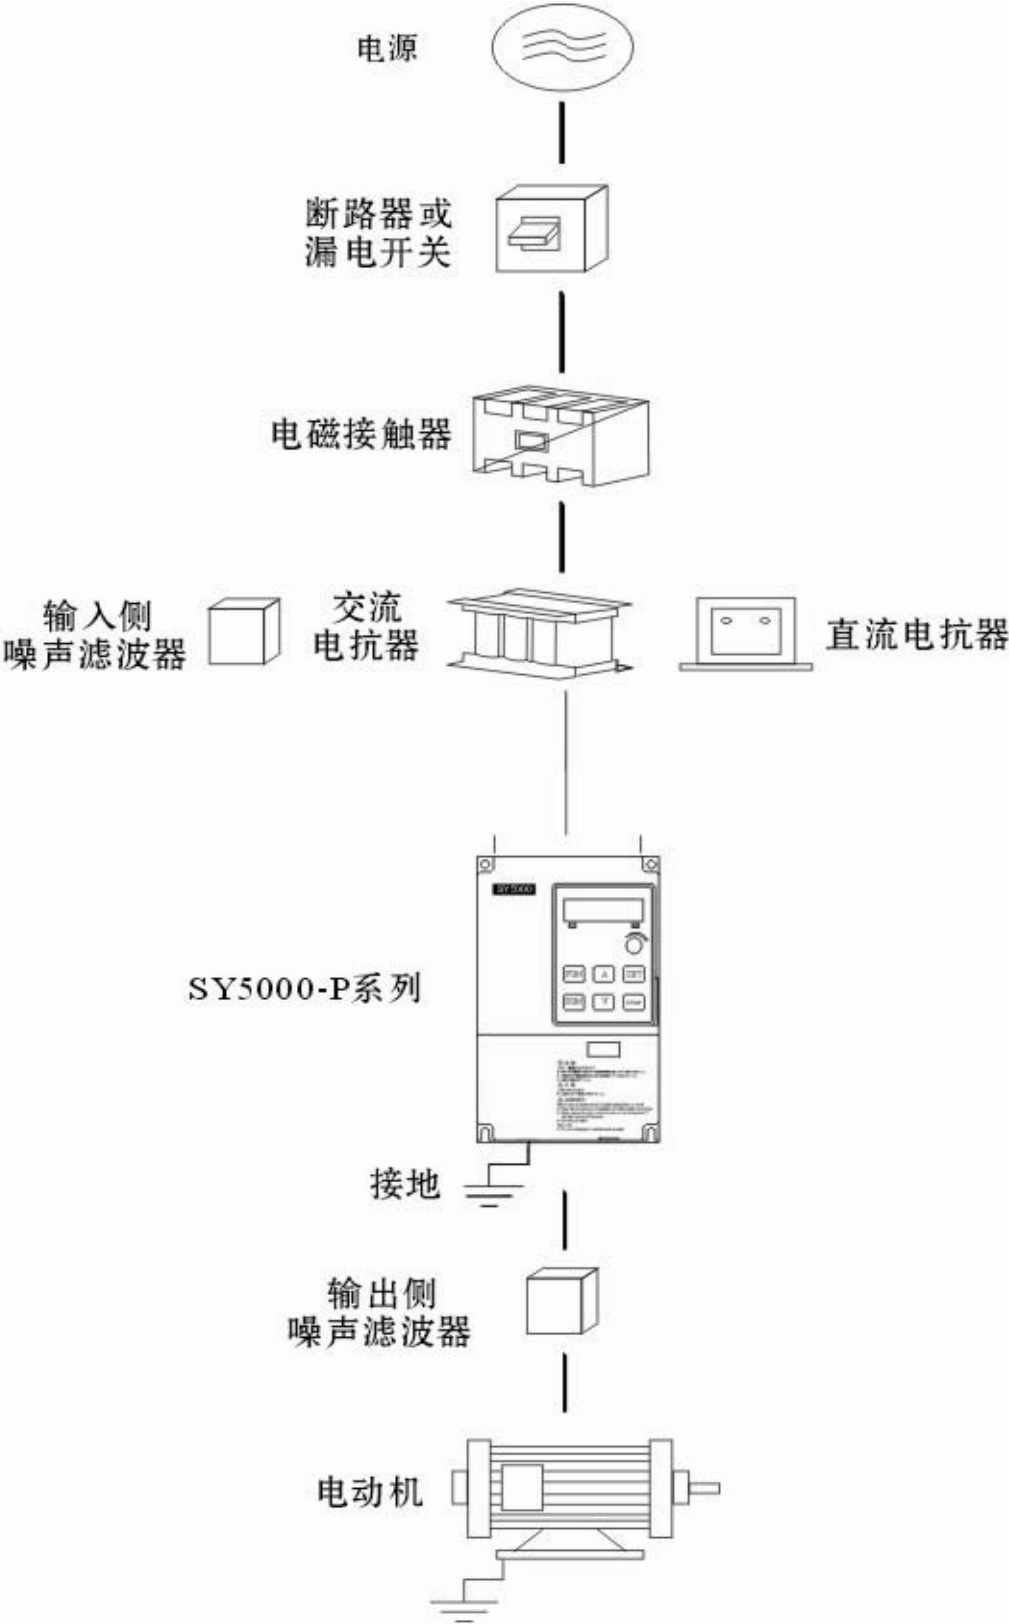 电源
断路器或
漏电开关
电磁接触器
输入侧
噪声滤波器
交流
电抗器
直流电抗器
SY5000
SY5000-P系列
接地
输出侧
噪声滤波器
电动机